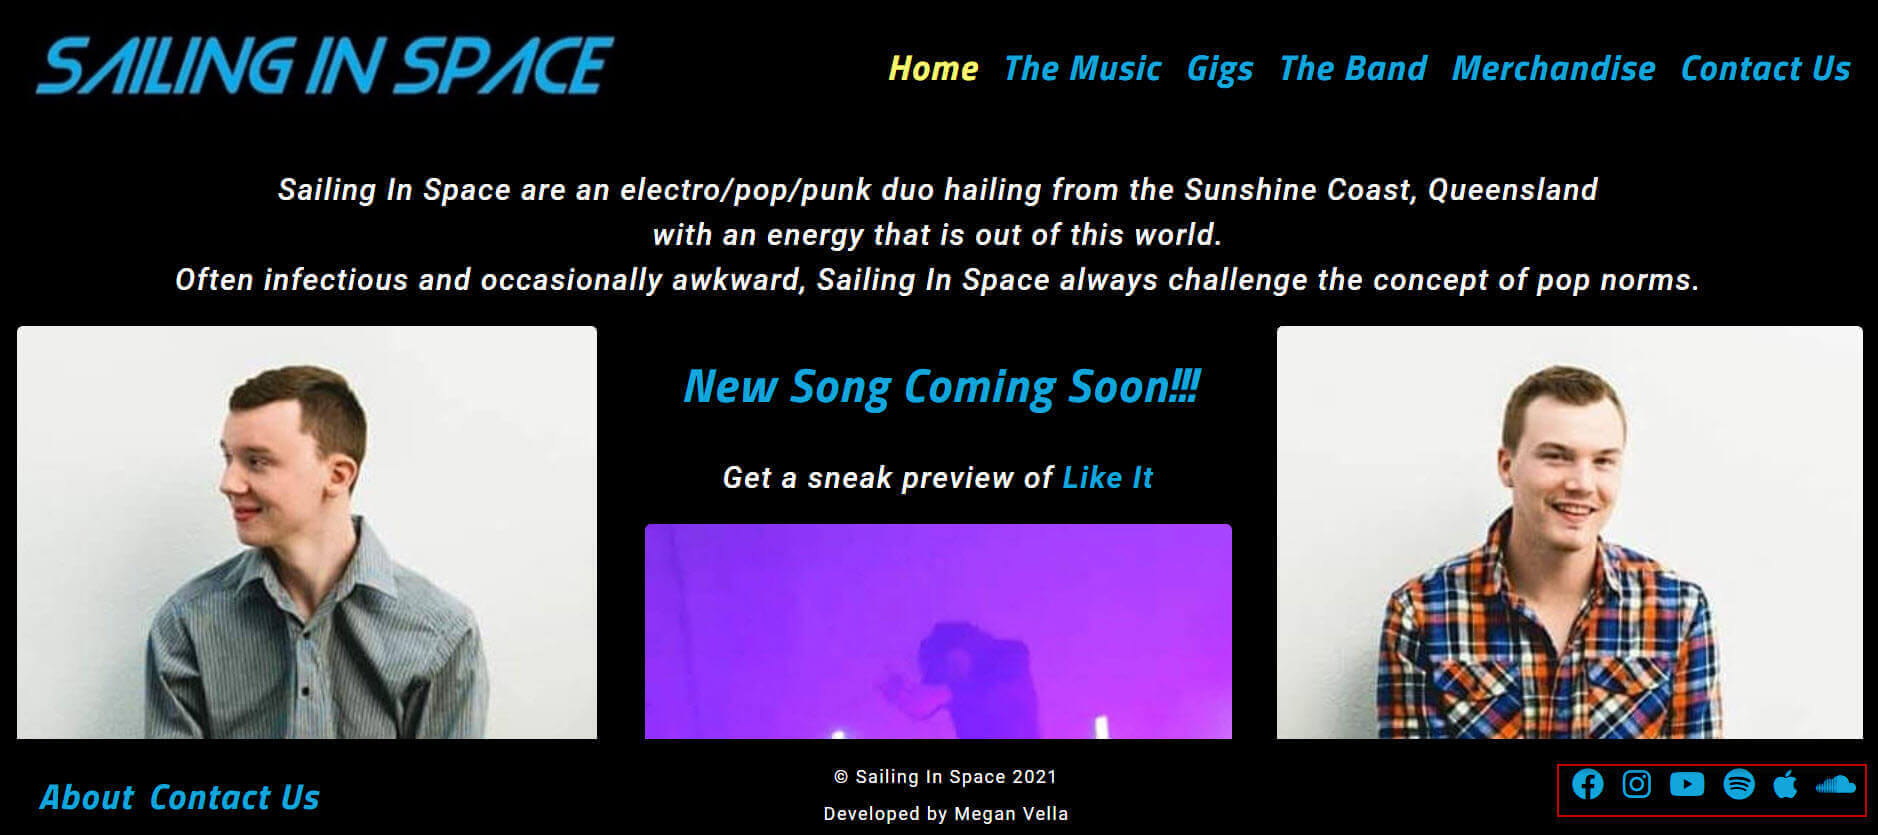 SAILING IN SPACE
Home The Music Gigs The Band Merchandise Contact Us
Sailing In Space are an electro/pop/punk duo hailing from the Sunshine Coast, Queensland
with an energy that is out of this world.
Often infectious and occasionally awkward, Sailing In Space always challenge the concept of pop norms.
New Song Coming Soon!!!
Get a sneak preview of Like It
About Contact Us
© Sailing In Space 2021
Developed by Megan Vella